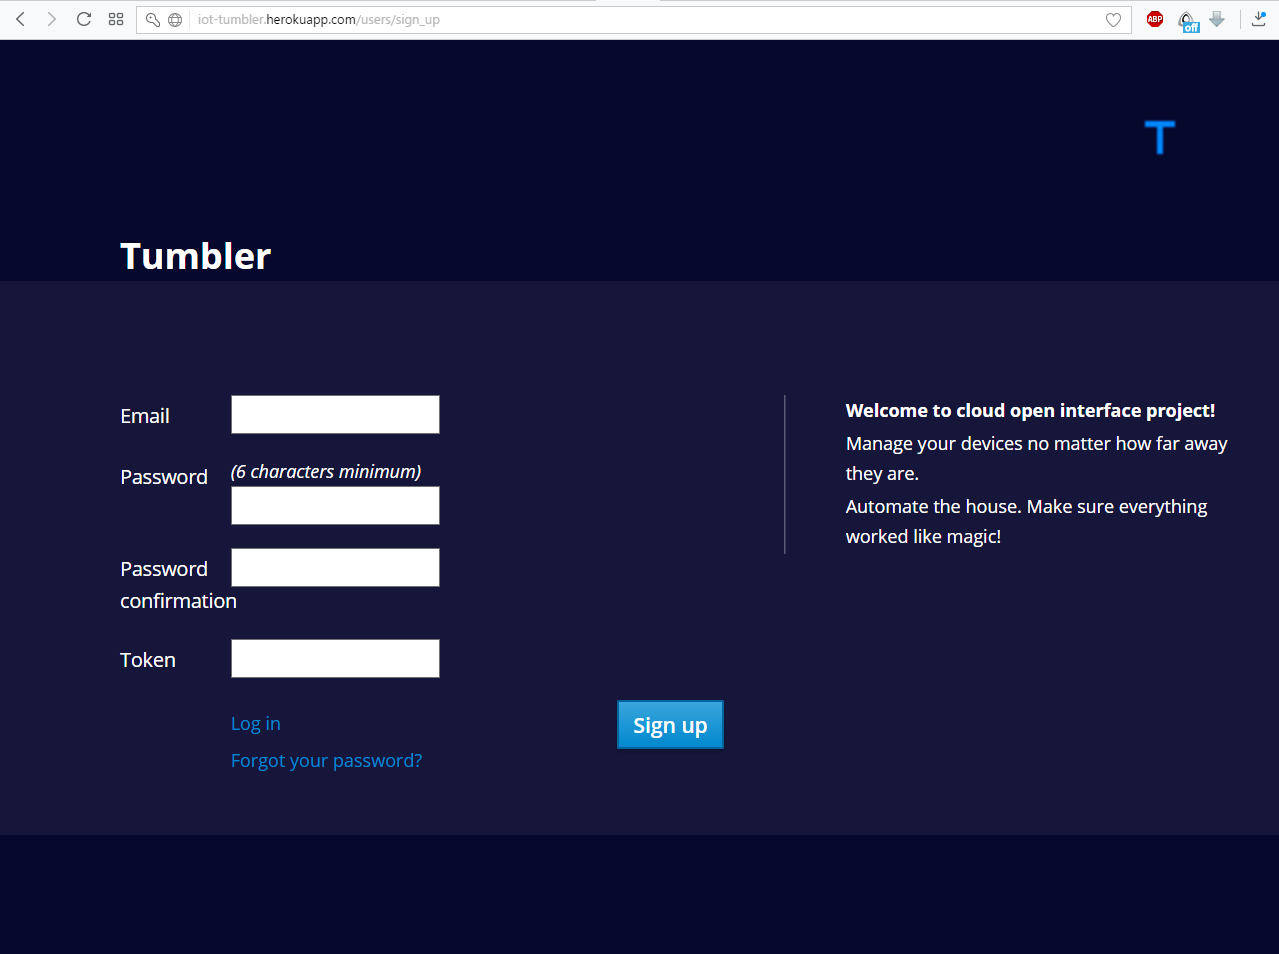 iot-tumbler.herokuapp.com/users/sign_up
ABP
off
T
Tumbler
Email
Password
(6 characters minimum)
Password
confirmation
Token
Log in
Forgot your password?
Sign up
Welcome to cloud open interface project!
Manage your devices no matter how far away
they are.
Automate the house. Make sure everything
worked like magic!